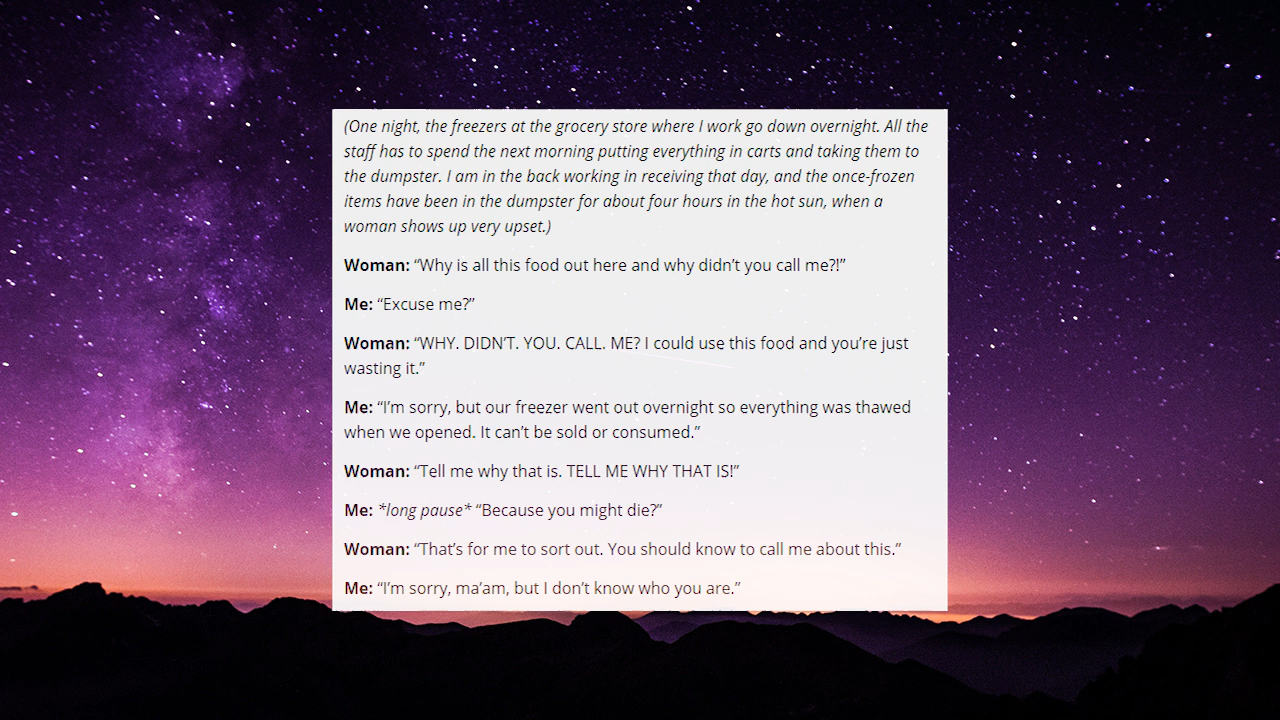 (One night, the freezers at the grocery store where I work go down overnight. All the
staff has to spend the next morning putting everything in carts and taking them to
the dumpster. I am in the back working in receiving that day, and the once-frozen
items have been in the dumpster for about four hours in the hot sun, when a
woman shows up very upset.)
Woman: “Why is all this food out here and why didn’t you call me?!”
Me: “Excuse me?”
Woman: “WHY. DIDN’T. YOU. CALL. ME? I could use this food and you’re just
wasting it.”
Me: “I’m sorry, but our freezer went out overnight so everything was thawed
when we opened. It can’t be sold or consumed.”
Woman: “Tell me why that is. TELL ME WHY THAT IS!”
Me: *long pause* “Because you might die?”
Woman: “That’s for me to sort out. You should know to call me about this.”
Me: “I’m sorry, ma’am, but I don’t know who you are.”